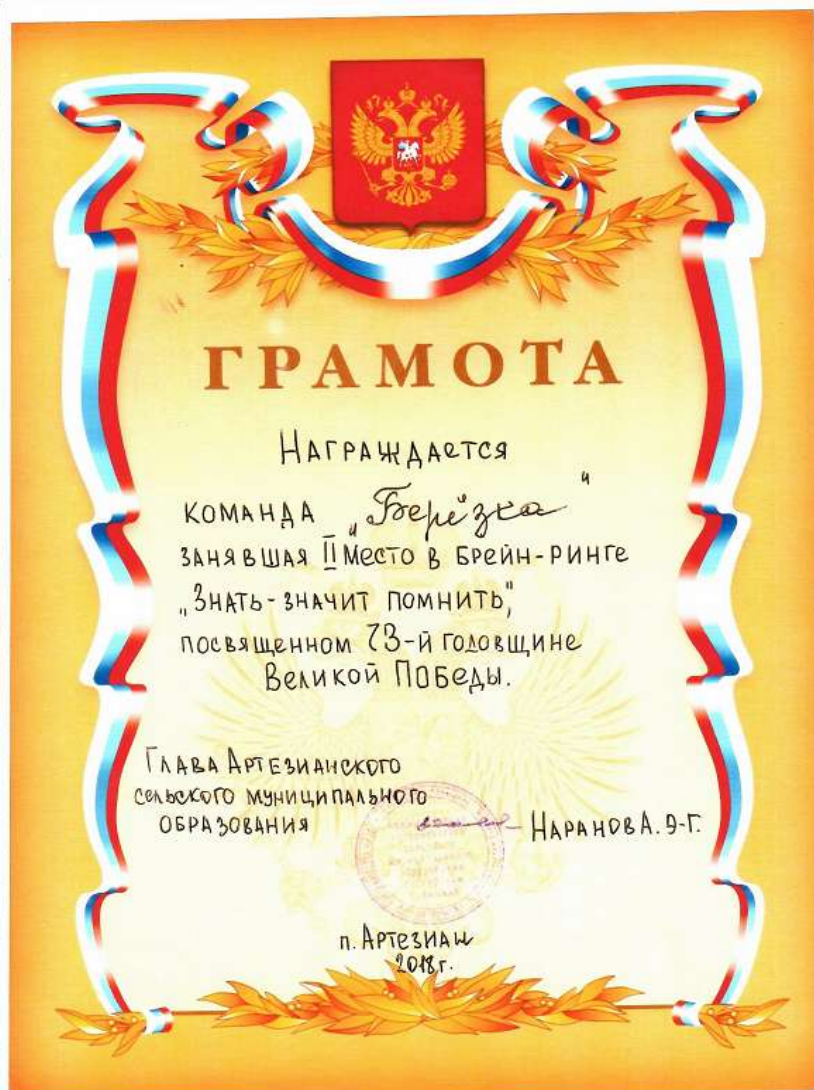 ГРАМОТА
НАГРАЖДАЕТСЯ
КОМАНДА „Берёзка“
ЗАНЯВШАЯ II МЕСТО В БРЕЙН-РИНГЕ
„ЗНАТЬ-ЗНАЧИТ ПОМНИТЬ“,
ПОСВЯЩЕННОМ 73-Й ГОДОВЩИНЕ
ВЕЛИКОЙ ПОБЕДЫ.
ГЛАВА АРТЕЗИАНСКОГО
СЕЛЬСКОГО МУНИЦИПАЛЬНОГО
ОБРАЗОВАНИЯ НАРАНОВ А. Э-Г.
п. АРТЕЗИАН
2018г.